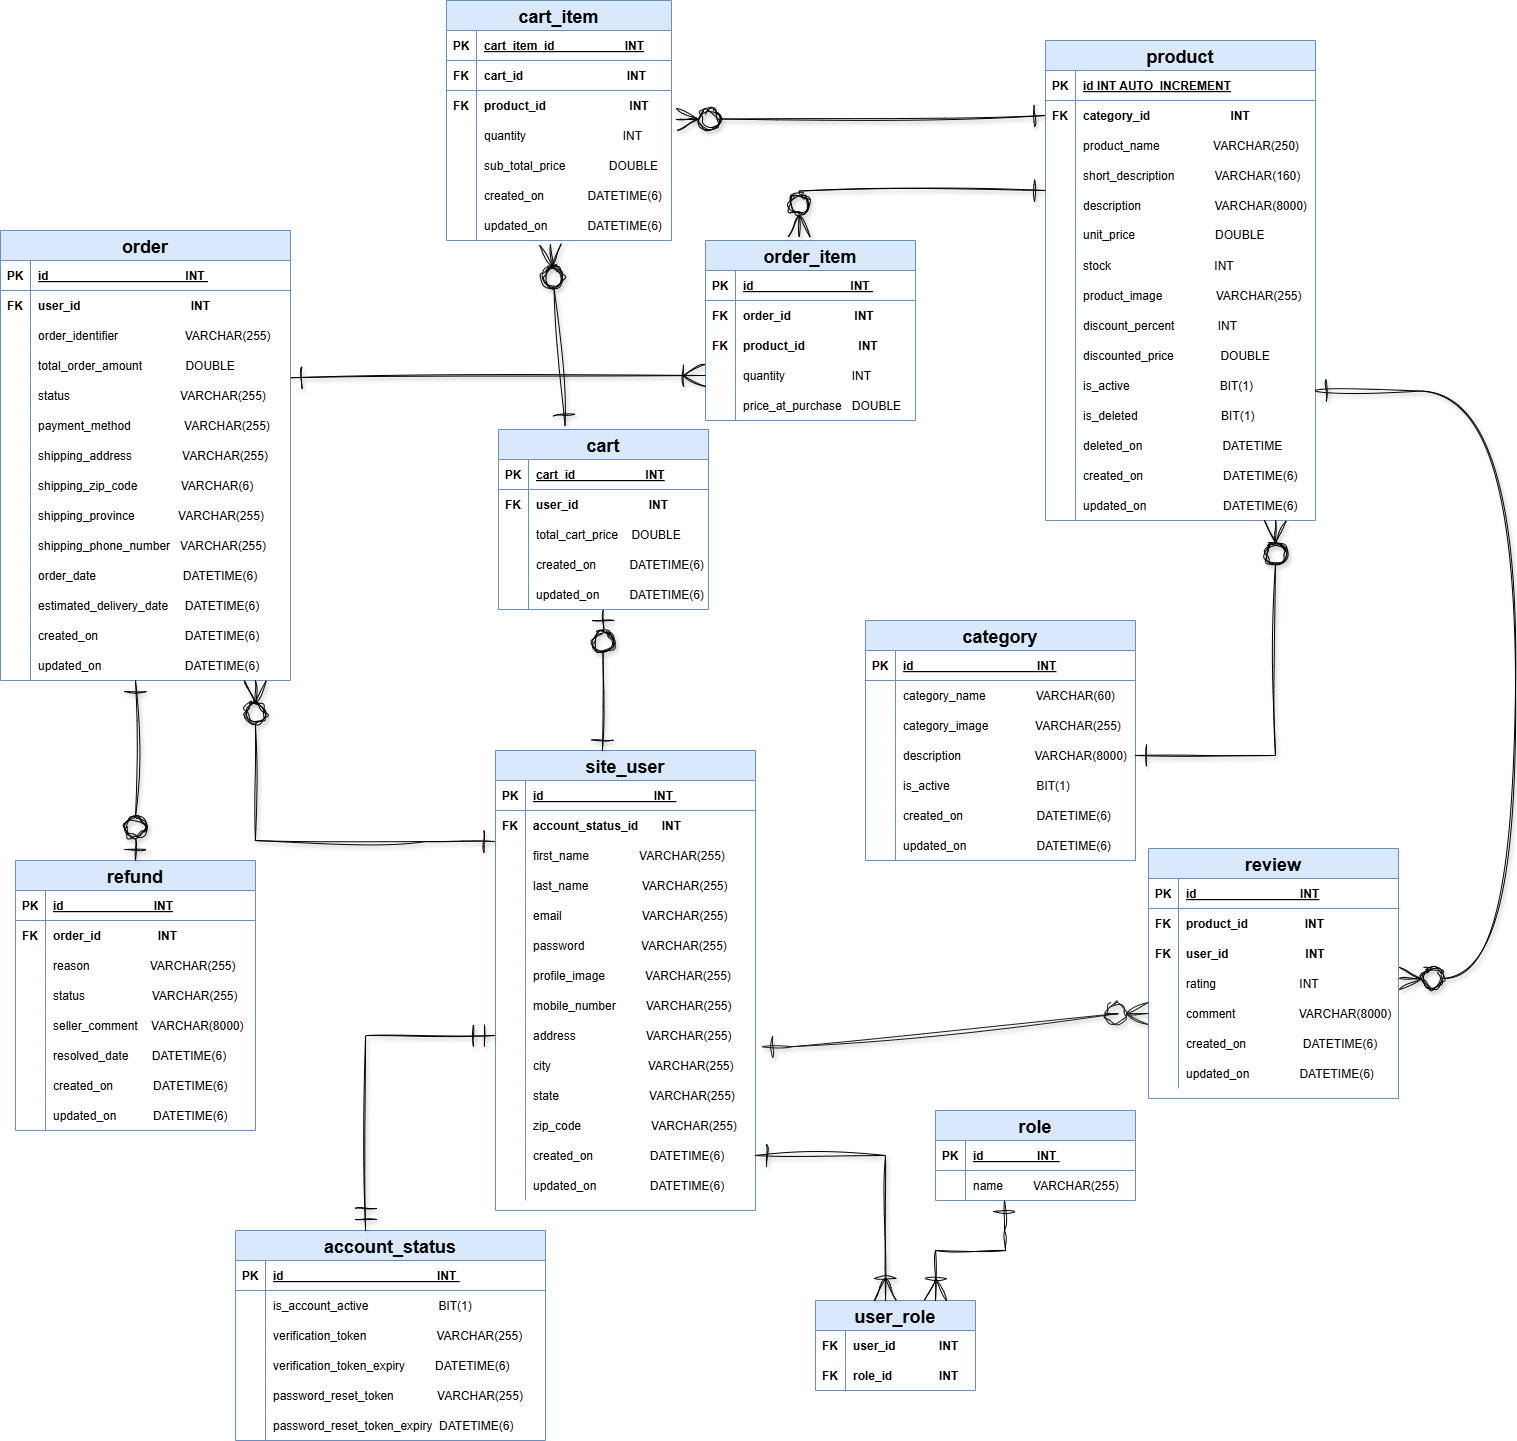 cart_item
PK cart_item_id INT
FK cart_id INT
FK product_id INT
quantity INT
sub_total_price DOUBLE
created_on DATETIME(6)
updated_on DATETIME(6)
product
PK id INT AUTO_INCREMENT
FK category_id INT
product_name VARCHAR(250)
short_description VARCHAR(160)
description VARCHAR(8000)
unit_price DOUBLE
stock INT
product_image VARCHAR(255)
discount_percent INT
discounted_price DOUBLE
is_active BIT(1)
is_deleted BIT(1)
deleted_on DATETIME
created_on DATETIME(6)
updated_on DATETIME(6)
order
PK id INT
FK user_id INT
order_identifier VARCHAR(255)
total_order_amount DOUBLE
status VARCHAR(255)
payment_method VARCHAR(255)
shipping_address VARCHAR(255)
shipping_zip_code VARCHAR(6)
shipping_province VARCHAR(255)
shipping_phone_number VARCHAR(255)
order_date DATETIME(6)
estimated_delivery_date DATETIME(6)
created_on DATETIME(6)
updated_on DATETIME(6)
order_item
PK id INT
FK order_id INT
FK product_id INT
quantity INT
price_at_purchase DOUBLE
cart
PK cart_id INT
FK user_id INT
total_cart_price DOUBLE
created_on DATETIME(6)
updated_on DATETIME(6)
category
PK id INT
category_name VARCHAR(60)
category_image VARCHAR(255)
description VARCHAR(8000)
is_active BIT(1)
created_on DATETIME(6)
updated_on DATETIME(6)
site_user
PK id INT
FK account_status_id INT
first_name VARCHAR(255)
last_name VARCHAR(255)
email VARCHAR(255)
password VARCHAR(255)
profile_image VARCHAR(255)
mobile_number VARCHAR(255)
address VARCHAR(255)
city VARCHAR(255)
state VARCHAR(255)
zip_code VARCHAR(255)
created_on DATETIME(6)
updated_on DATETIME(6)
refund
PK id INT
FK order_id INT
reason VARCHAR(255)
status VARCHAR(255)
seller_comment VARCHAR(8000)
resolved_date DATETIME(6)
created_on DATETIME(6)
updated_on DATETIME(6)
review
PK id INT
FK product_id INT
FK user_id INT
rating INT
comment VARCHAR(8000)
created_on DATETIME(6)
updated_on DATETIME(6)
role
PK id INT
name VARCHAR(255)
account_status
PK id INT
is_account_active BIT(1)
verification_token VARCHAR(255)
verification_token_expiry DATETIME(6)
password_reset_token VARCHAR(255)
password_reset_token_expiry DATETIME(6)
user_role
FK user_id INT
FK role_id INT